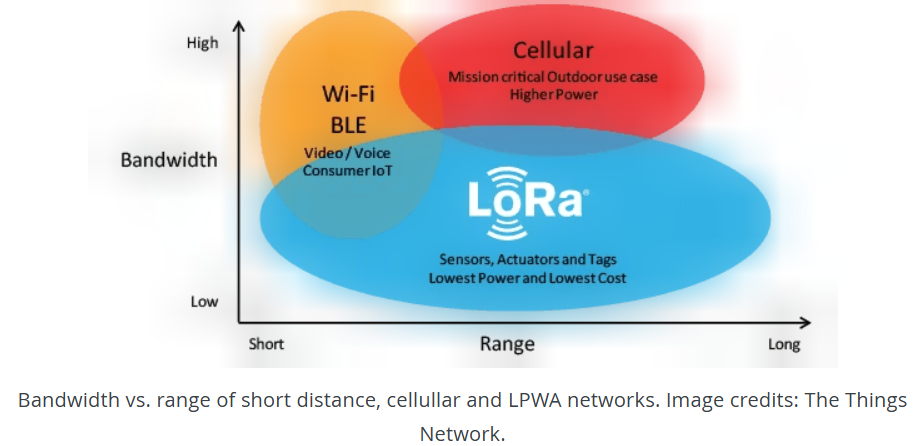 High
Cellular
Mission critical Outdoor use case
Higher Power
Wi-Fi
BLE
Video / Voice
Consumer IoT
Bandwidth
LoRa®
Sensors, Actuators and Tags
Lowest Power and Lowest Cost
Low
Short
Range
Long
Bandwidth vs. range of short distance, cellullar and LPWA networks. Image credits: The Things
Network.